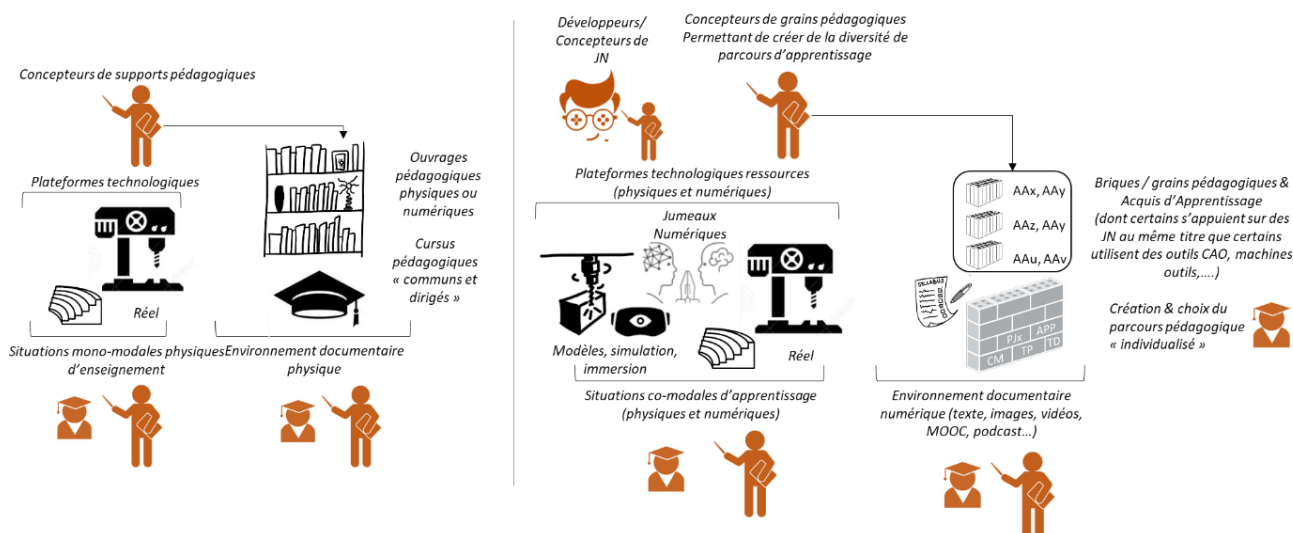 Concepteurs de supports pédagogiques
Plateformes technologiques
Réel
Situations mono-modales physiques
d'enseignement
Ouvrages
pédagogiques
physiques ou
numériques
Cursus
pédagogiques
« communs et
dirigés »
Environnement documentaire
physique
Développeurs/
Concepteurs de
JN
Concepteurs de grains pédagogiques
Permettant de créer de la diversité de
parcours d'apprentissage
Plateformes technologiques ressources
(physiques et numériques)
Jumeaux
Numériques
Modèles, simulation,
immersion
Réel
Situations co-modales d'apprentissage
(physiques et numériques)
AAx, AAy
AAz, AAy
AAu, AAv
SYLLABUS
PJx APP
CM TP TD
Environnement documentaire
numérique (texte, images, vidéos,
MOOC, podcast…)
Briques / grains pédagogiques &
Acquis d'Apprentissage
(dont certains s'appuient sur des
JN au même titre que certains
utilisent des outils CAO, machines
outils,….)
Création & choix du
parcours pédagogique
« individualisé »